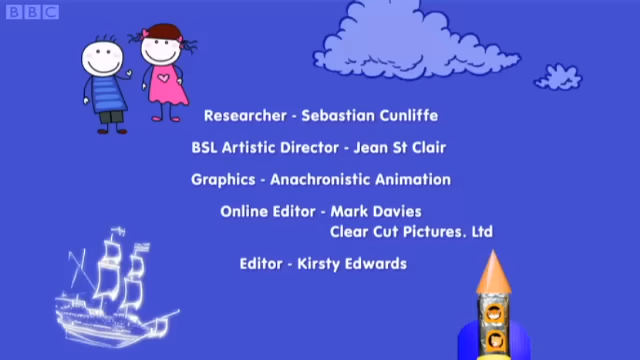 BBC
Researcher - Sebastian Cunliffe
BSL Artistic Director - Jean St Clair
Graphics - Anachronistic Animation
Online Editor - Mark Davies
Clear Cut Pictures. Ltd
Editor - Kirsty Edwards